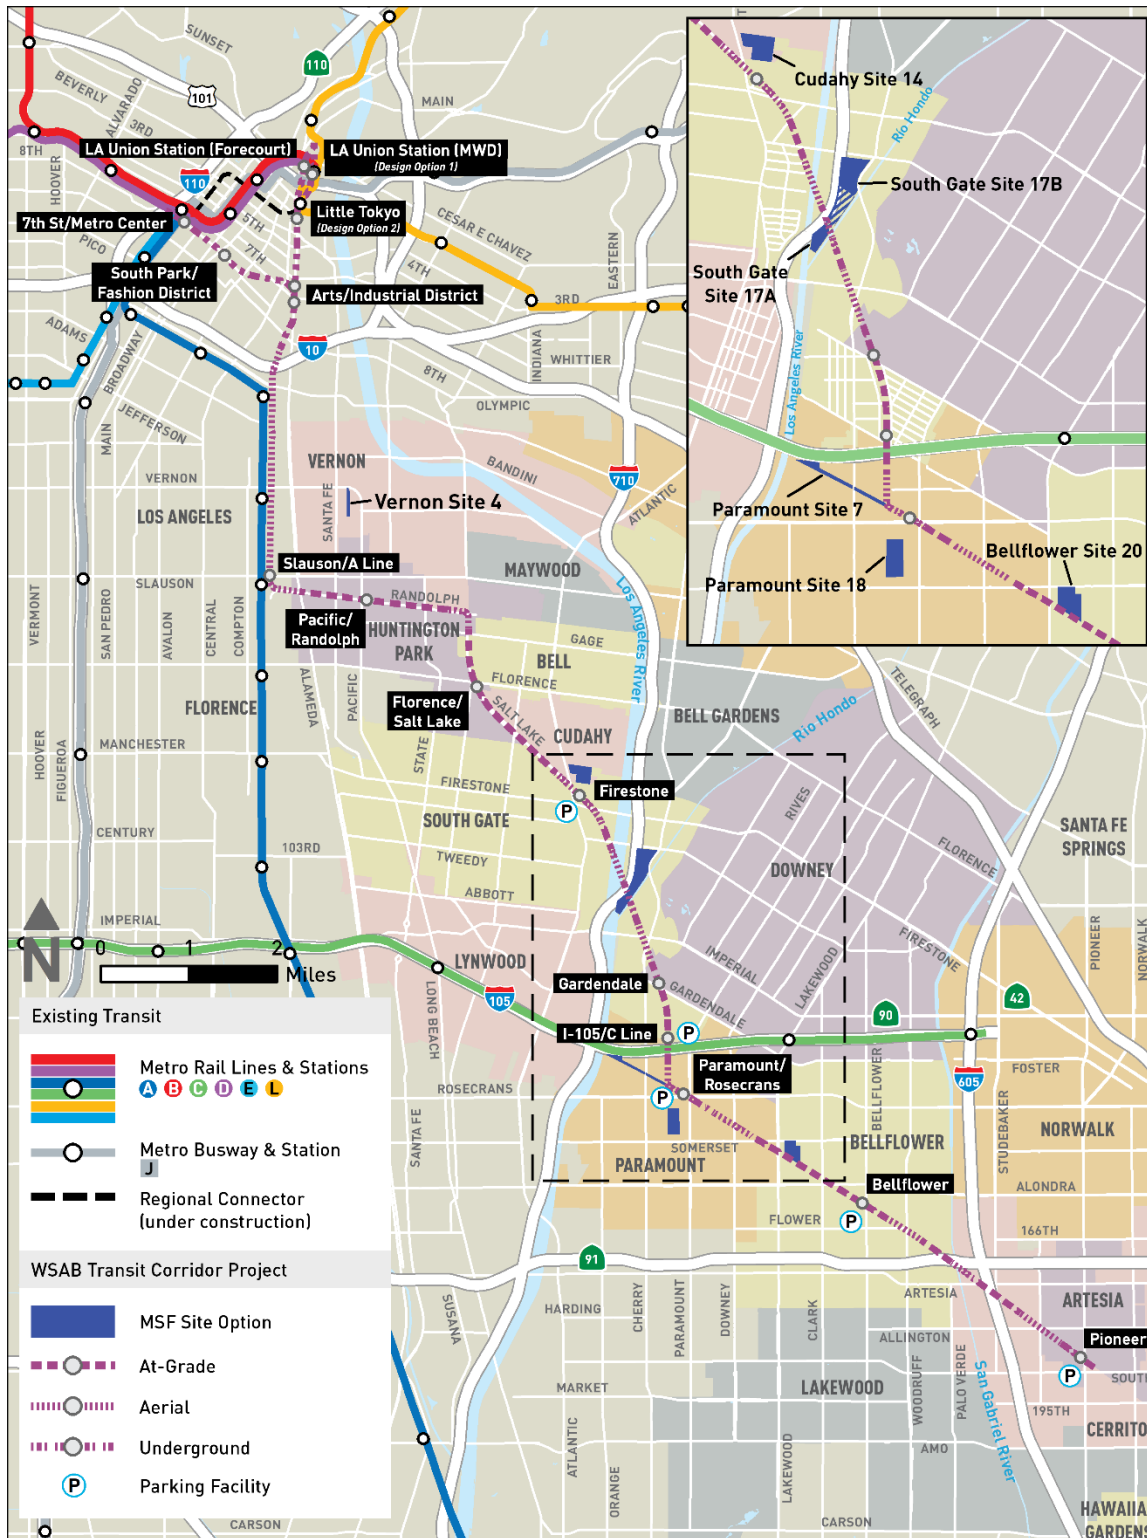 SUNSET
110
BEVERLY
ALVARADO
101
3RD
MAIN
8TH
HOOVER
LA Union Station (Forecourt)
LA Union Station (MWD)
(Design Option 1)
110
7th St/Metro Center
5TH
7TH
Little Tokyo
(Design Option 2)
CESAR E CHAVEZ
4TH
EASTERN
PICO
South Park/
Fashion District
Arts/Industrial District
3RD
ADAMS
BROADWAY
10
INDIANA
WHITTIER
8TH
MAIN
JEFFERSON
OLYMPIC
VERNON
VERNON
BANDINI
710
ATLANTIC
LOS ANGELES
SANTA FE
Vernon Site 4
Slauson/A Line
SLAUSON
MAYWOOD
Los Angeles River
VERMONT
SAN PEDRO
AVALON
CENTRAL
COMPTON
RANDOLPH
Pacific/
Randolph
HUNTINGTON
PARK
GAGE
BELL
FLORENCE
ALAMEDA
PACIFIC
FLORENCE
Florence/
Salt Lake
SALT LAKE
BELL GARDENS
Rio Hondo
TELEGRAPH
CUDAHY
HOOVER
FIGUEROA
MANCHESTER
STATE
FIRESTONE
Firestone
P
SOUTH GATE
RIVES
CENTURY
103RD
TWEEDY
ABBOTT
DOWNEY
FLORENCE
SANTA FE
SPRINGS
IMPERIAL
N
0 1 2
Miles
LYNWOOD
LONG BEACH
105
IMPERIAL
LAKEWOOD
FIRESTONE
PIONEER
NORWALK
Gardendale
GARDENDALE
I-105/C Line
P
90
42
Paramount/
Rosecrans
P
ROSECRANS
SANTA FE
605
FOSTER
BELLFLOWER
STUDEBAKER
NORWALK
SOMERSET
PARAMOUNT
BELLFLOWER
Bellflower
P
ALONDRA
FLOWER
166TH
91
SUSANA
HARDING
CHERRY
PARAMOUNT
DOWNEY
CLARK
ARTESIA
ARTESIA
ALLINGTON
Pioneer
P
SOUTH
MARKET
LAKEWOOD
WOODRUFF
PALO VERDE
San Gabriel River
195TH
CERRITO
ATLANTIC
ORANGE
LAKEWOOD
AMO
HAWAIIA
GARDEN
CARSON
CARSON
Cudahy Site 14
Rio Hondo
South Gate Site 17B
South Gate
Site 17A
Los Angeles River
Paramount Site 7
Bellflower Site 20
Paramount Site 18
Existing Transit
Metro Rail Lines & Stations
A B C D E L
Metro Busway & Station
J
Regional Connector
(under construction)
WSAB Transit Corridor Project
MSF Site Option
At-Grade
Aerial
Underground
P Parking Facility